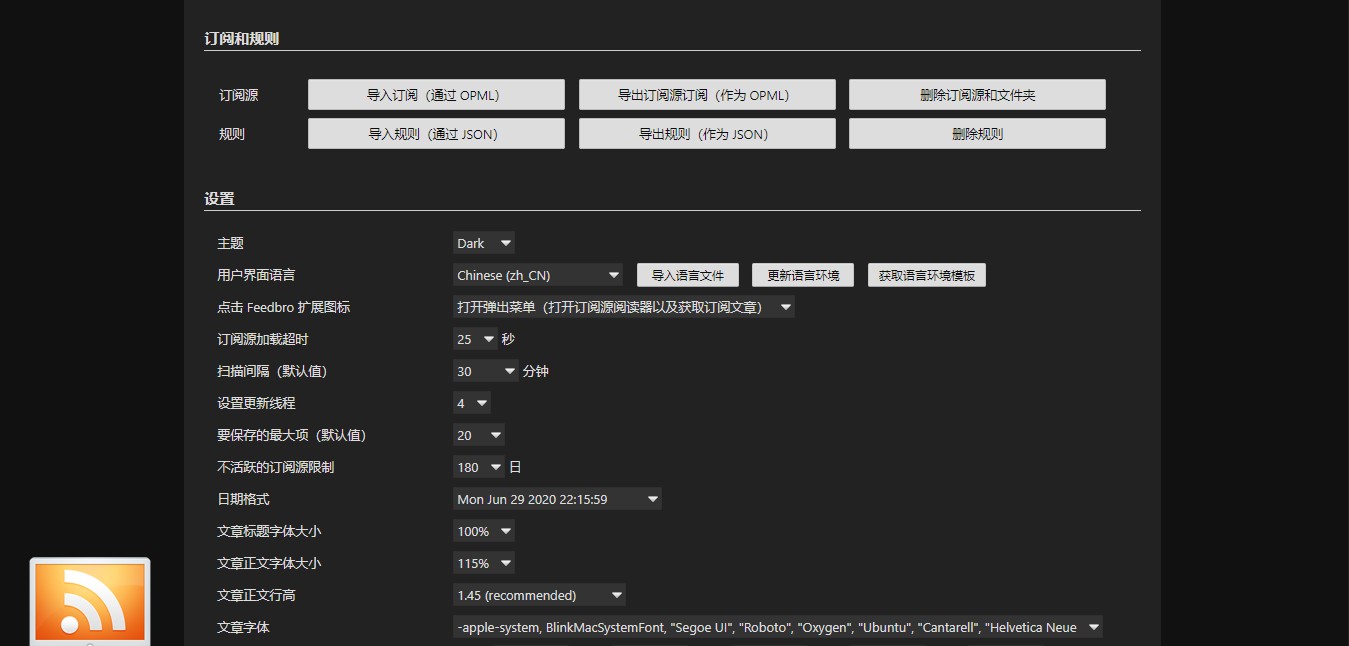 订阅和规则
订阅源 导入订阅（通过 OPML） 导出订阅源订阅（作为 OPML） 删除订阅源和文件夹
规则 导入规则（通过 JSON） 导出规则（作为 JSON） 删除规则
设置
主题 Dark
用户界面语言 Chinese (zh_CN) 导入语言文件 更新语言环境 获取语言环境模板
点击 Feedbro 扩展图标 打开弹出菜单（打开订阅源阅读器以及获取订阅文章）
订阅源加载超时 25 秒
扫描间隔（默认值） 30 分钟
设置更新线程 4
要保存的最大项（默认值） 20
不活跃的订阅源限制 180 日
日期格式 Mon Jun 29 2020 22:15:59
文章标题字体大小 100%
文章正文字体大小 115%
文章正文行高 1.45 (recommended)
文章字体 -apple-system, BlinkMacSystemFont, "Segoe UI", "Roboto", "Oxygen", "Ubuntu", "Cantarell", "Helvetica Neue